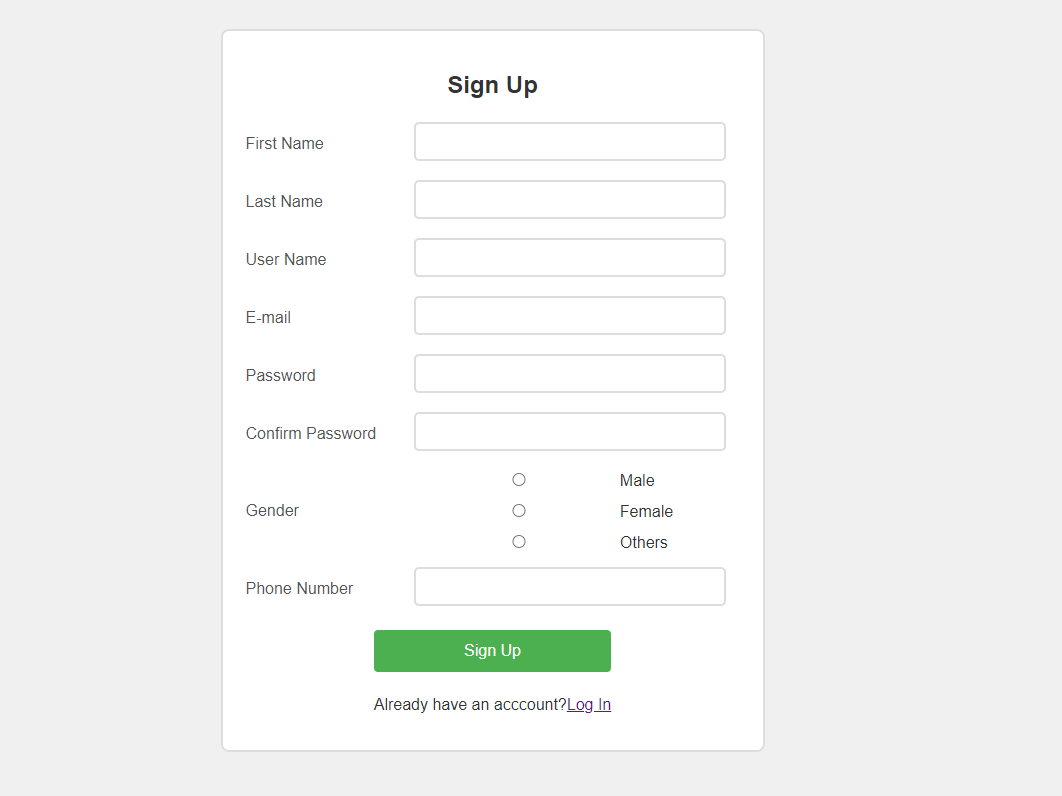 Sign Up
First Name
Last Name
User Name
E-mail
Password
Confirm Password
Gender
Male
Female
Others
Phone Number
Sign Up
Already have an acccount?Log In